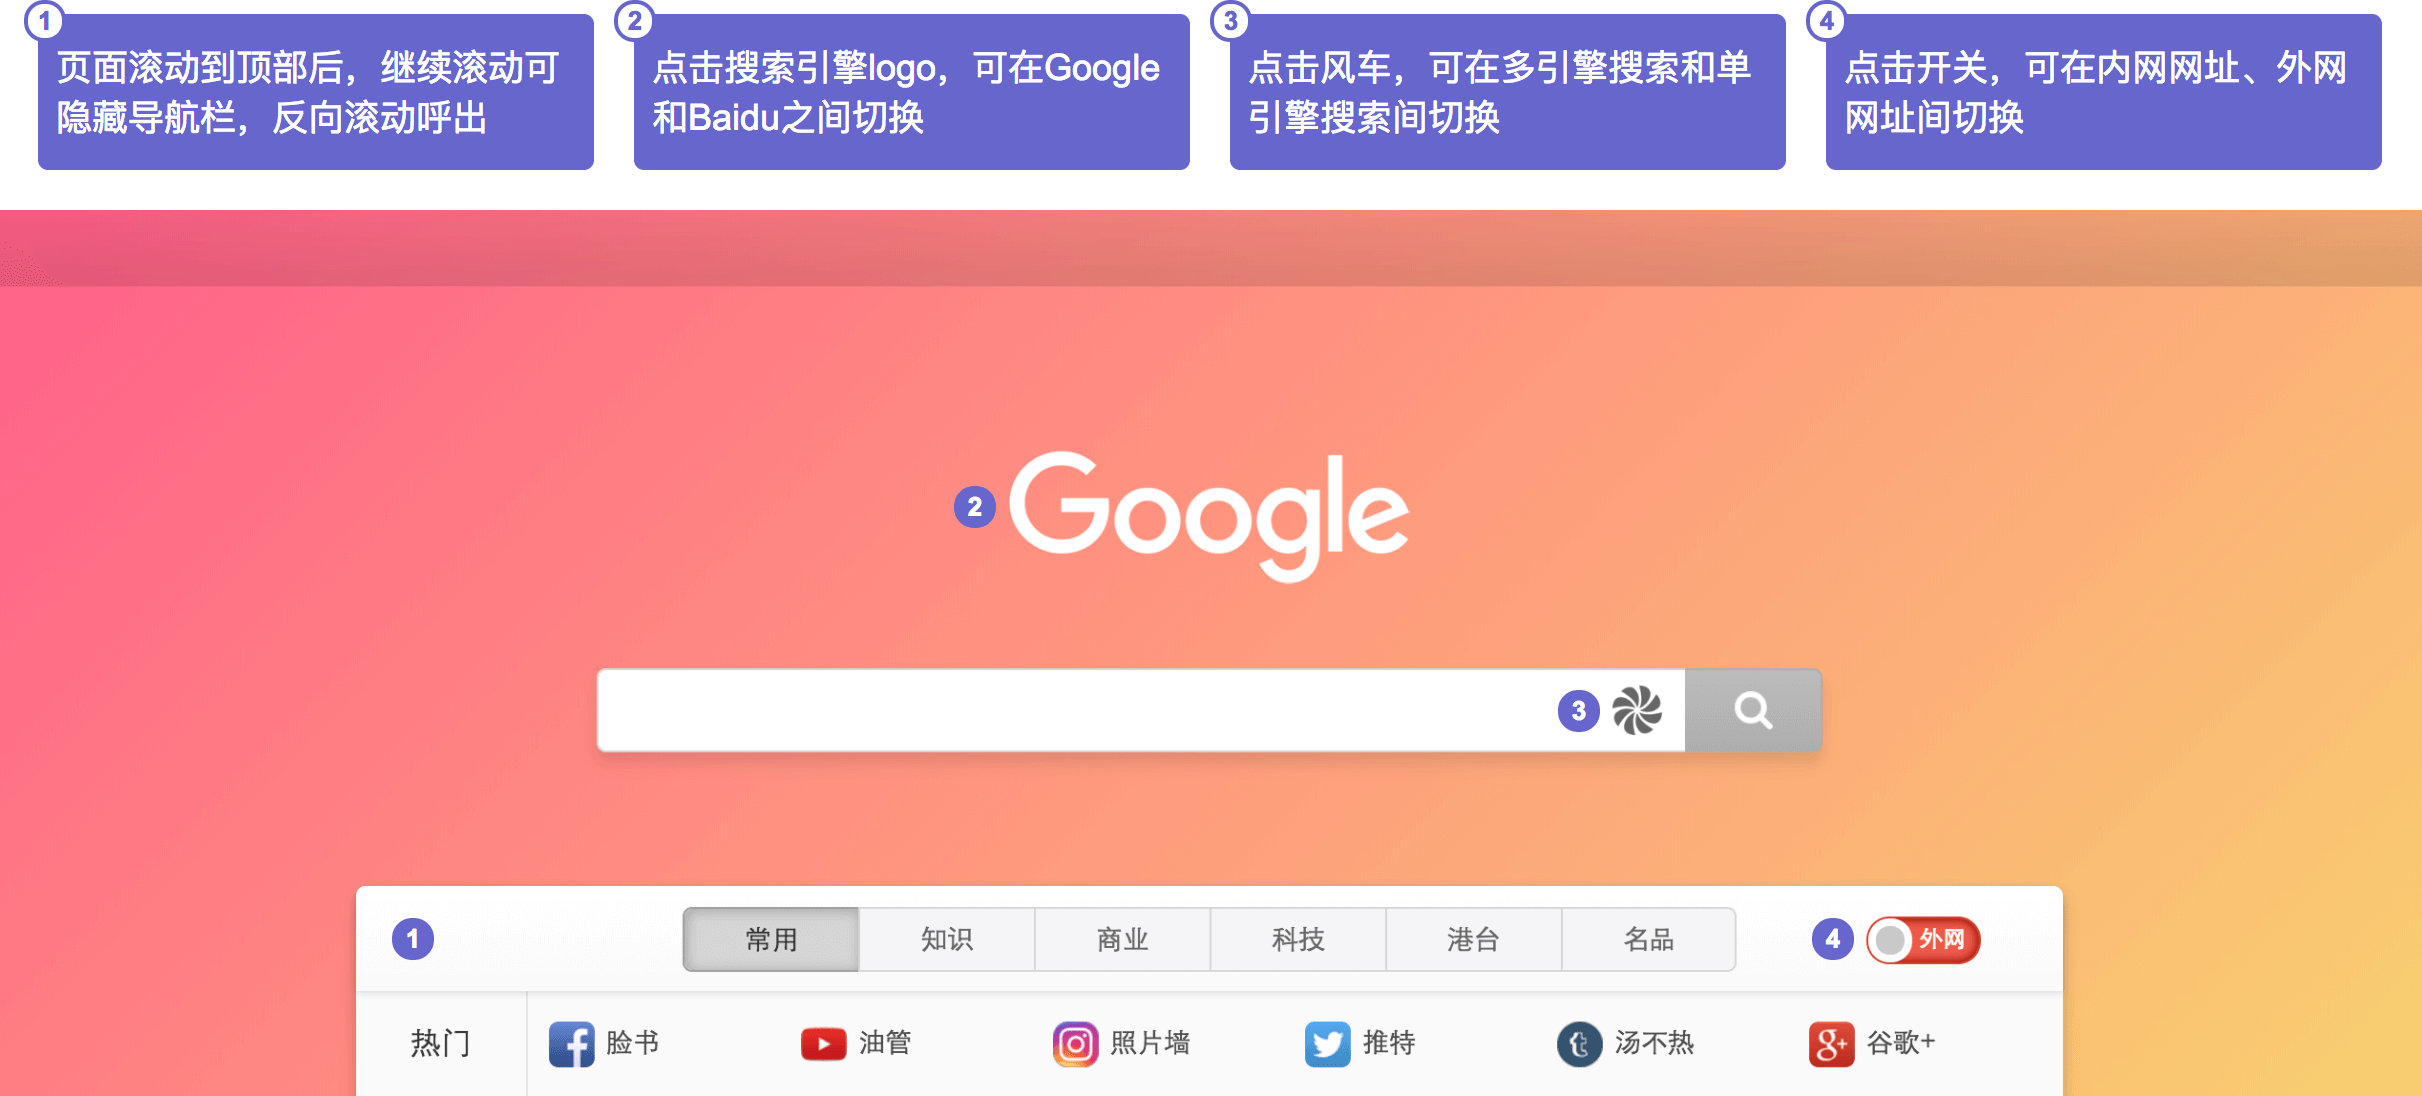 1
页面滚动到顶部后，继续滚动可
隐藏导航栏，反向滚动呼出
2
点击搜索引擎logo，可在Google
和Baidu之间切换
3
点击风车，可在多引擎搜索和单
引擎搜索间切换
4
点击开关，可在内网网址、外网
网址间切换
2 Google
3
1 常用 知识 商业 科技 港台 名品 4 外网
热门 脸书 油管 照片墙 推特 汤不热 谷歌+